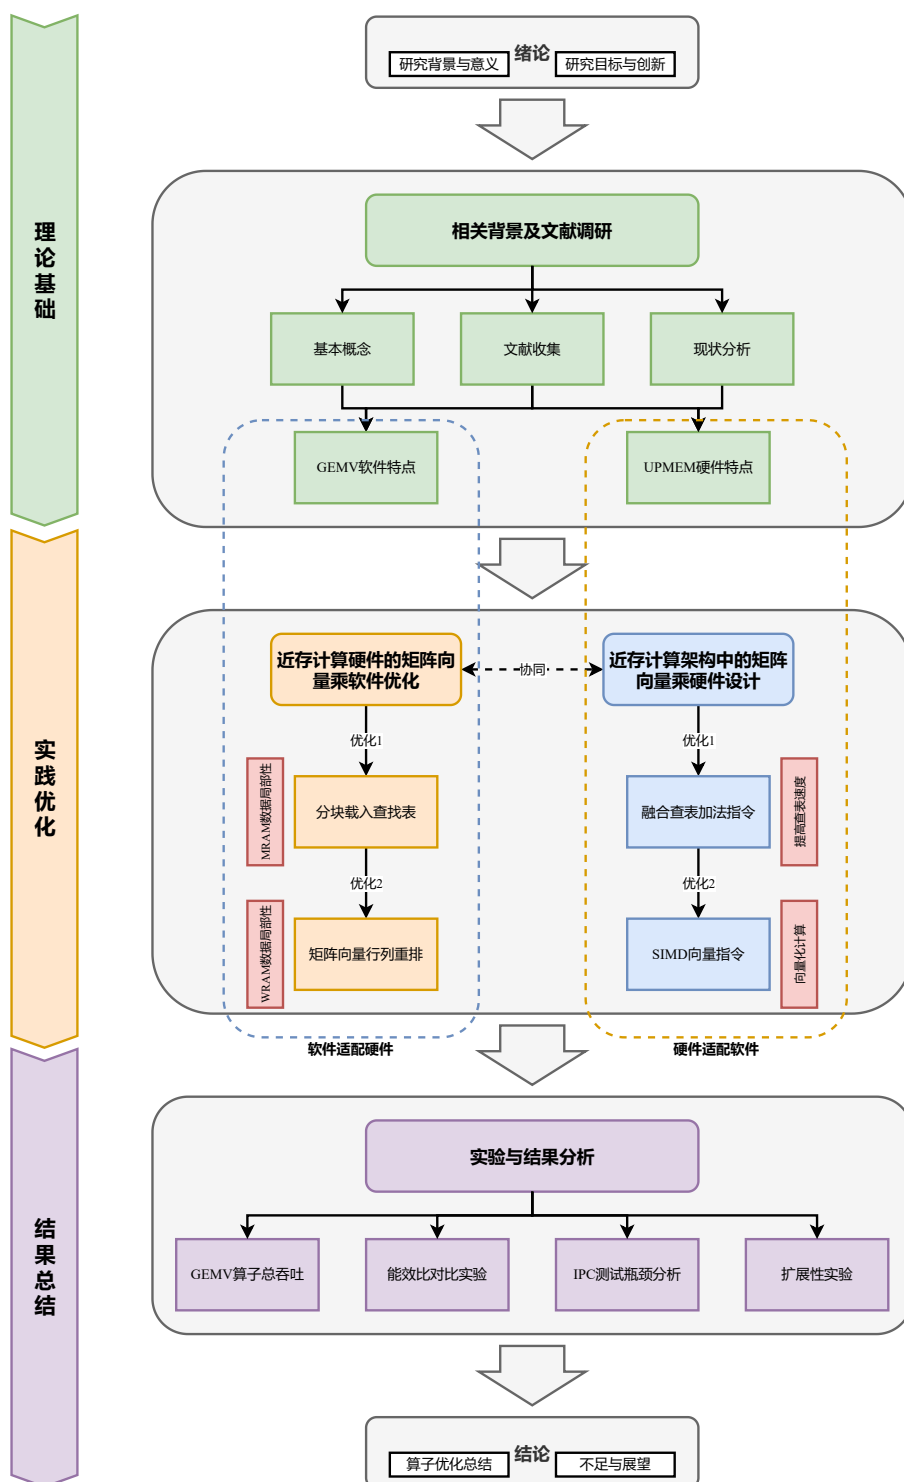 绪论
研究背景与意义
研究目标与创新
理论基础
相关背景及文献调研
基本概念
文献收集
现状分析
GEMV软件特点
UPMEM硬件特点
实践优化
近存计算硬件的矩阵向
量乘软件优化
协同
近存计算架构中的矩阵
向量乘硬件设计
优化1
优化1
MRAM数据局部性
分块载入查找表
融合查表加法指令
提高查表速度
优化2
优化2
WRAM数据局部性
矩阵向量行列重排
SIMD向量指令
向量化计算
软件适配硬件
硬件适配软件
结果总结
实验与结果分析
GEMV算子总吞吐
能效比对比实验
IPC测试瓶颈分析
扩展性实验
结论
算子优化总结
不足与展望